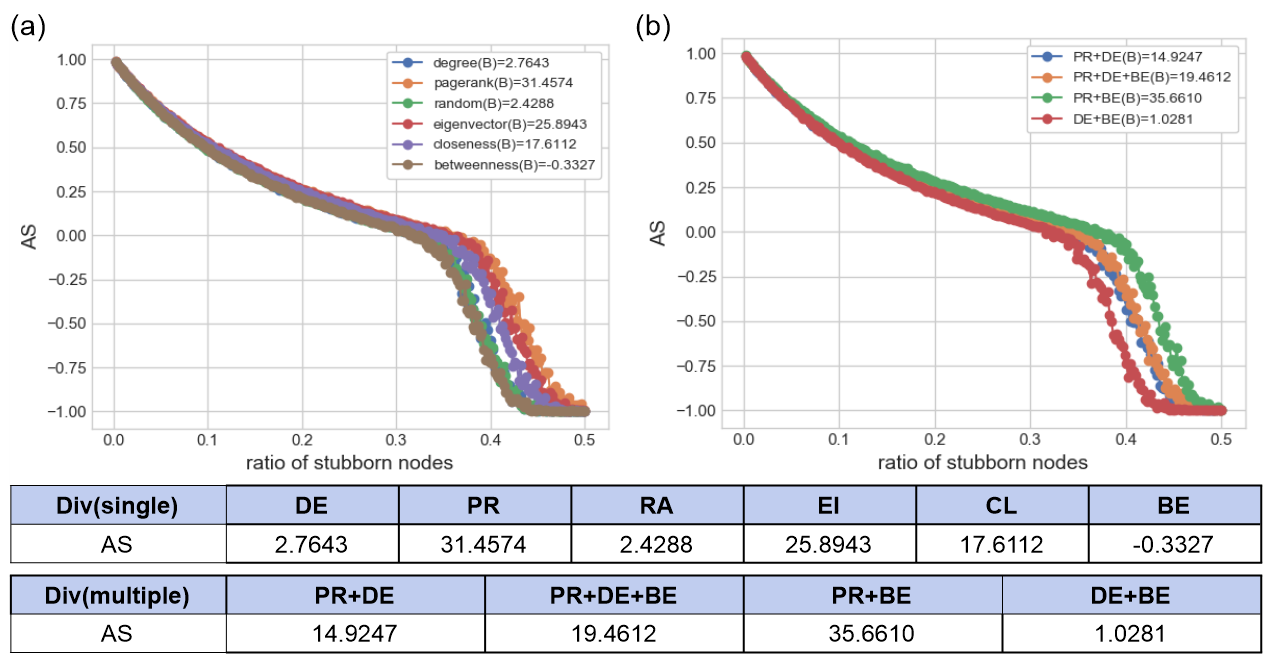 (a)
1.00
0.75
0.50
0.25
0.00
−0.25
−0.50
−0.75
−1.00
AS
degree(B)=2.7643
pagerank(B)=31.4574
random(B)=2.4288
eigenvector(B)=25.8943
closeness(B)=17.6112
betweenness(B)=-0.3327
0.0 0.1 0.2 0.3 0.4 0.5
ratio of stubborn nodes
(b)
1.00
0.75
0.50
0.25
0.00
−0.25
−0.50
−0.75
−1.00
AS
PR+DE(B)=14.9247
PR+DE+BE(B)=19.4612
PR+BE(B)=35.6610
DE+BE(B)=1.0281
0.0 0.1 0.2 0.3 0.4 0.5
ratio of stubborn nodes
Div(single) DE PR RA EI CL BE
AS 2.7643 31.4574 2.4288 25.8943 17.6112 -0.3327
Div(multiple) PR+DE PR+DE+BE PR+BE DE+BE
AS 14.9247 19.4612 35.6610 1.0281